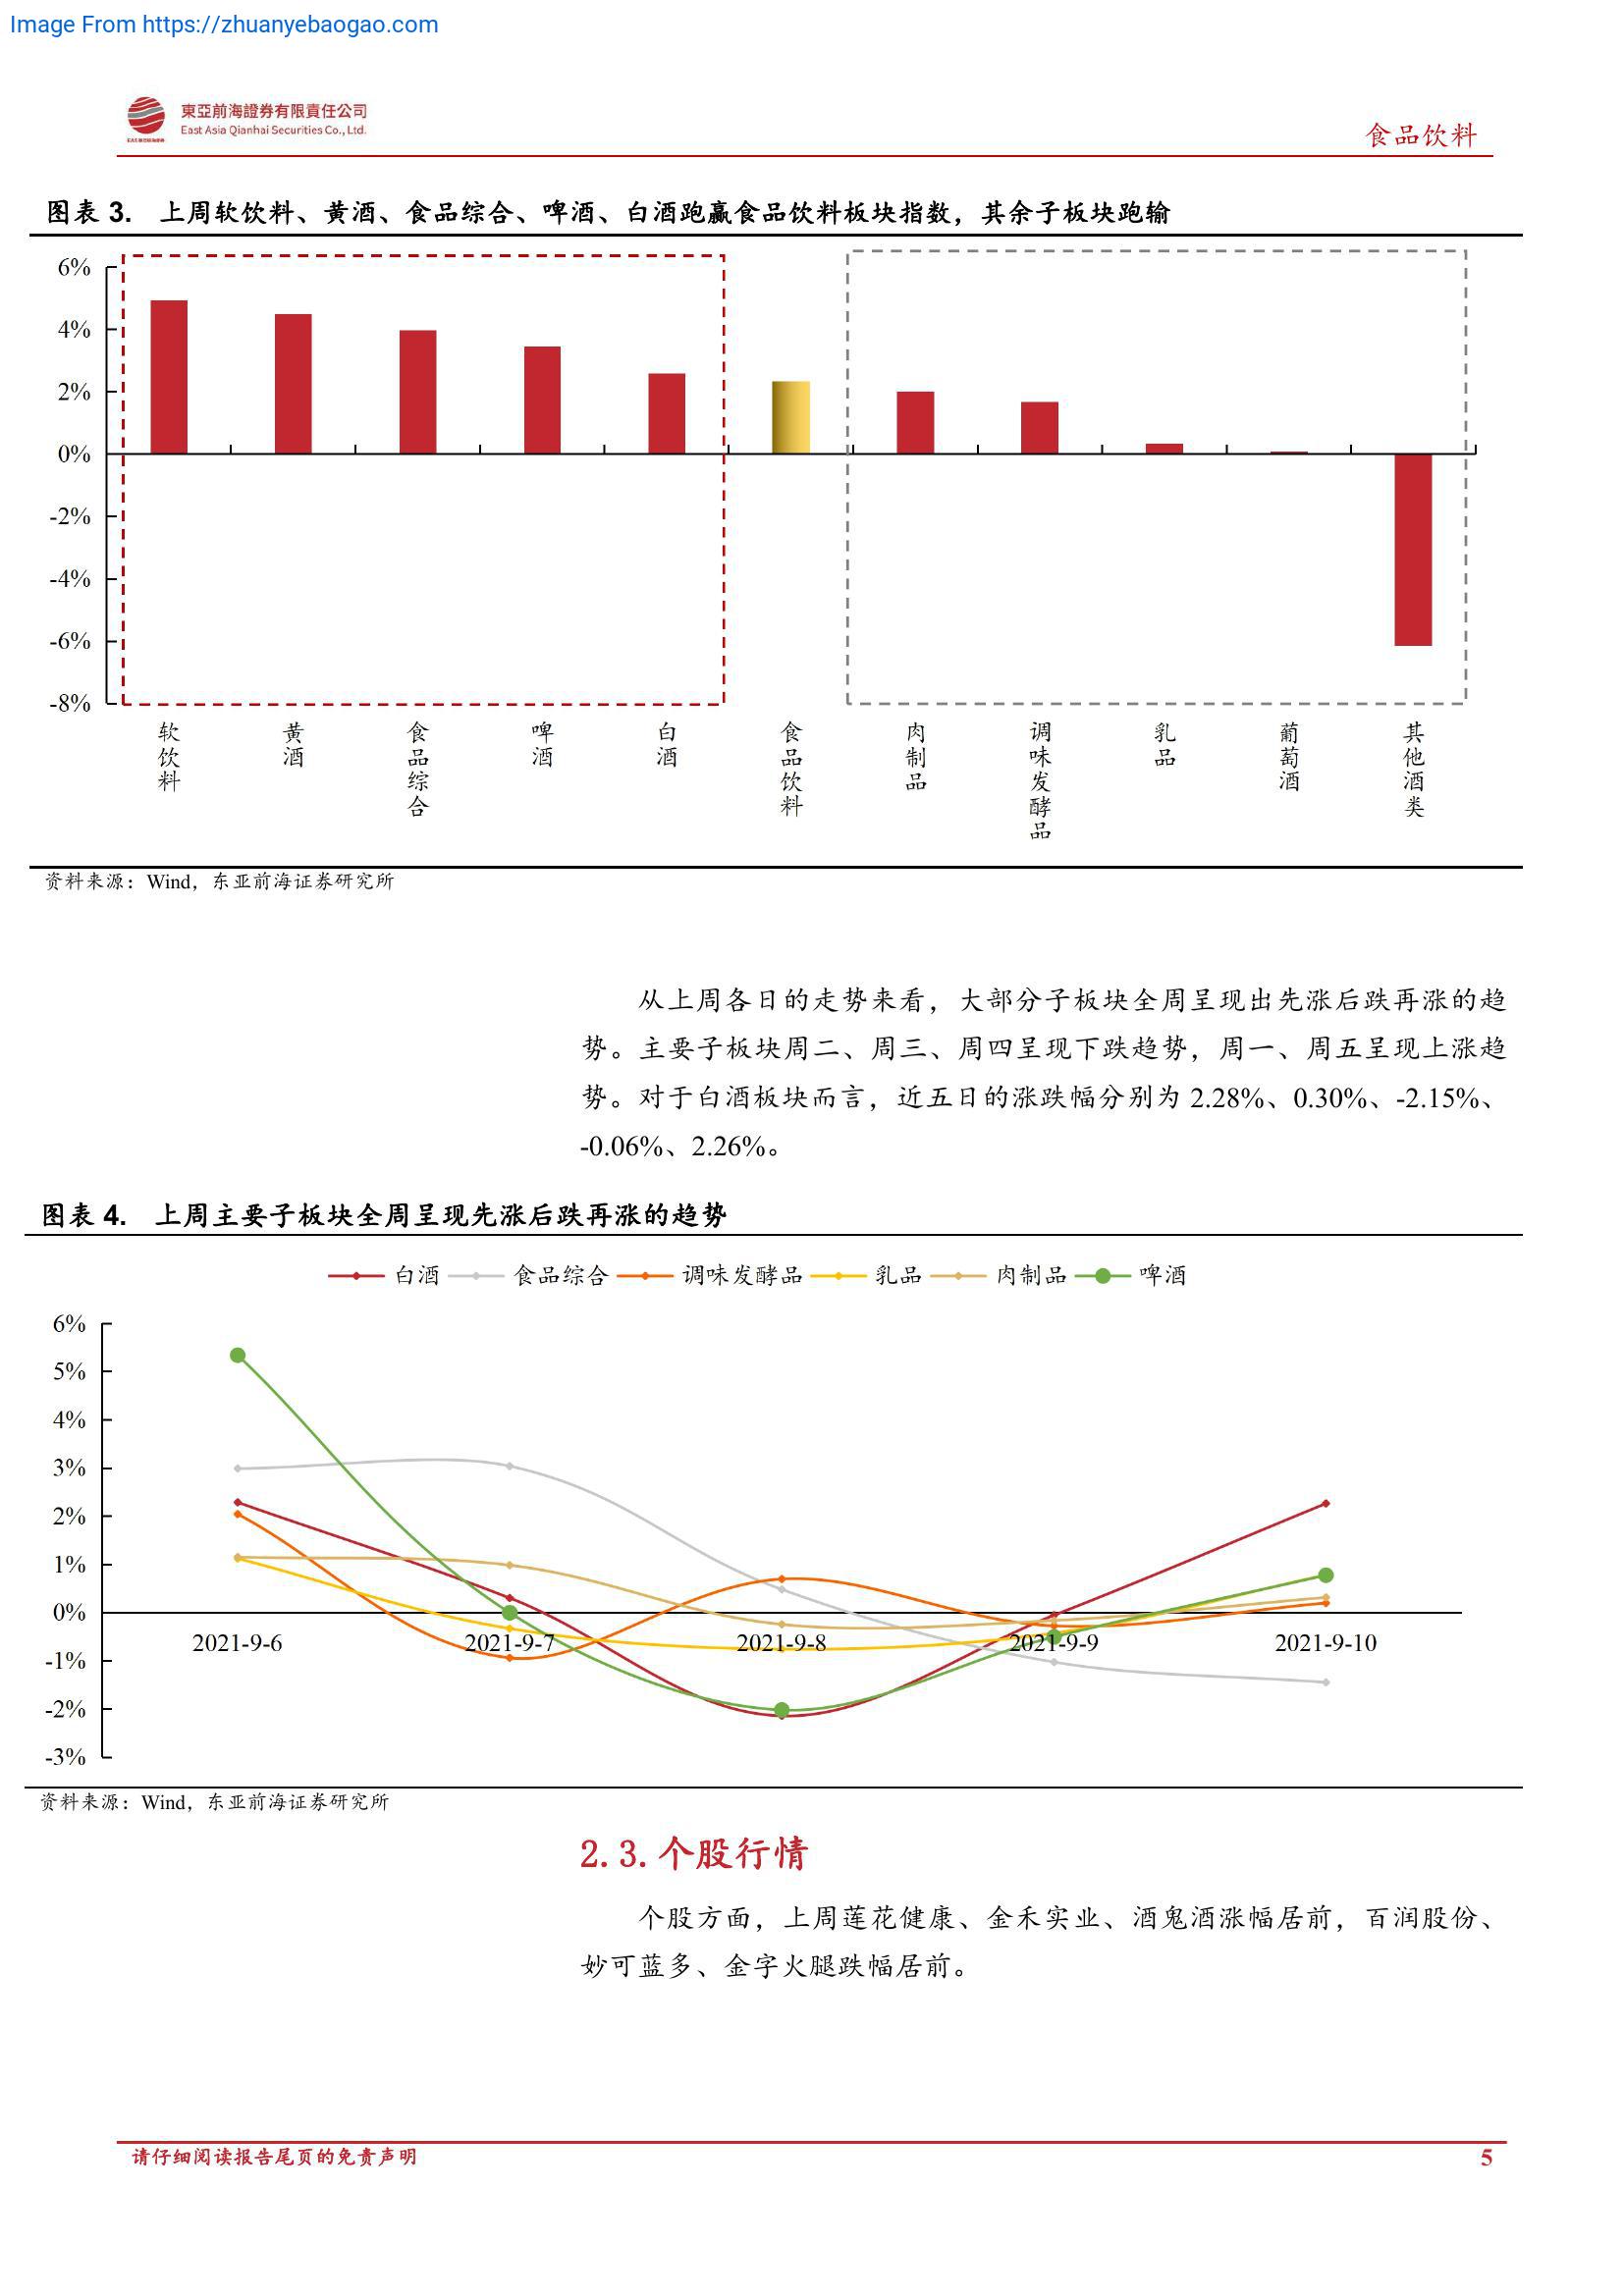 Image From https://zhuanyebaogao.com
東亞前海證券有限責任公司
East Asia Qianhai Securities Co., Ltd.
食品饮料
图表 3. 上周软饮料、黄酒、食品综合、啤酒、白酒跑赢食品饮料板块指数，其余子板块跑输
6%
4%
2%
0%
-2%
-4%
-6%
-8%
软饮料
黄酒
食品综合
啤酒
白酒
食品饮料
肉制品
调味发酵品
乳品
葡萄酒
其他酒类
资料来源：Wind，东亚前海证券研究所
从上周各日的走势来看，大部分子板块全周呈现出先涨后跌再涨的趋
势。主要子板块周二、周三、周四呈现下跌趋势，周一、周五呈现上涨趋
势。对于白酒板块而言，近五日的涨跌幅分别为 2.28%、0.30%、-2.15%、
-0.06%、2.26%。
图表 4. 上周主要子板块全周呈现先涨后跌再涨的趋势
白酒 食品综合 调味发酵品 乳品 肉制品 啤酒
6%
5%
4%
3%
2%
1%
0%
-1%
-2%
-3%
2021-9-6 2021-9-7 2021-9-8 2021-9-9 2021-9-10
资料来源：Wind，东亚前海证券研究所
2.3.个股行情
个股方面，上周莲花健康、金禾实业、酒鬼酒涨幅居前，百润股份、
妙可蓝多、金字火腿跌幅居前。
请仔细阅读报告尾页的免责声明
5